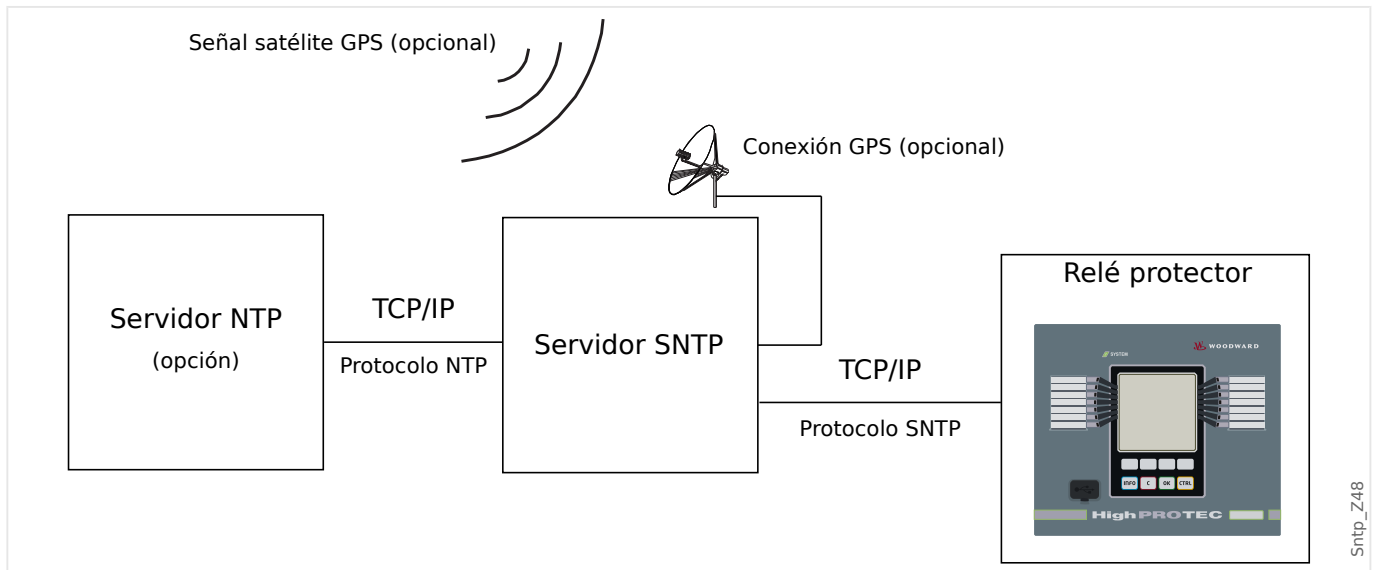 Señal satélite GPS (opcional)
Conexión GPS (opcional)
Servidor NTP
(opción)
TCP/IP
Protocolo NTP
Servidor SNTP
TCP/IP
Protocolo SNTP
Relé protector
WOODWARD
SYSTEM
INFO
C
OK
CTRL
HighPROTEC
Sntp_Z48